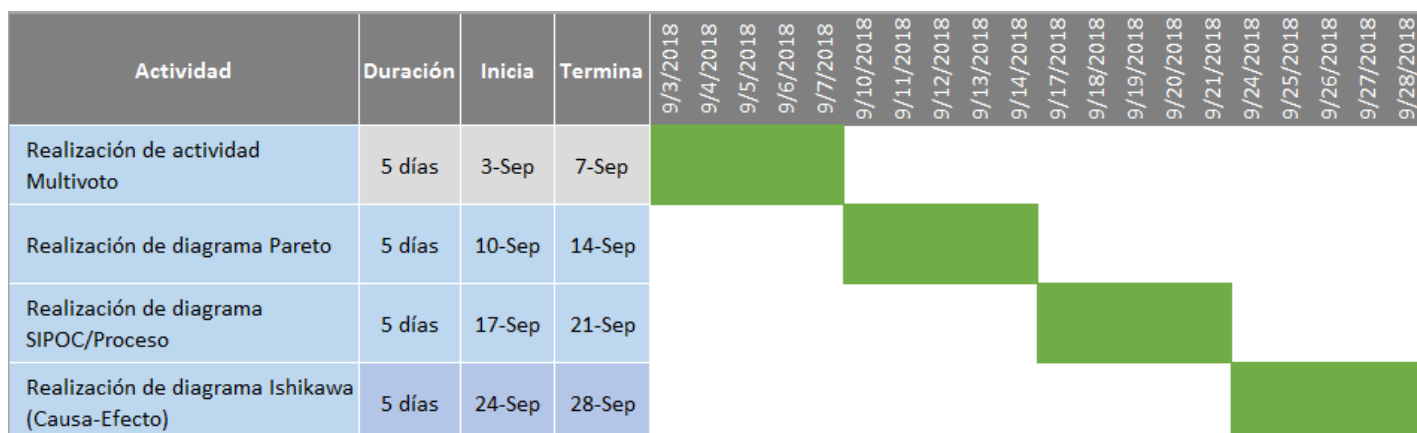 Actividad Duración Inicia Termina 9/3/2018 9/4/2018 9/5/2018 9/6/2018 9/7/2018 9/10/2018 9/11/2018 9/12/2018 9/13/2018 9/14/2018 9/17/2018 9/18/2018 9/19/2018 9/20/2018 9/21/2018 9/24/2018 9/25/2018 9/26/2018 9/27/2018 9/28/2018
Realización de actividad
Multivoto
5 días 3-Sep 7-Sep
Realización de diagrama Pareto 5 días 10-Sep 14-Sep
Realización de diagrama
SIPOC/Proceso
5 días 17-Sep 21-Sep
Realización de diagrama Ishikawa
(Causa-Efecto)
5 días 24-Sep 28-Sep